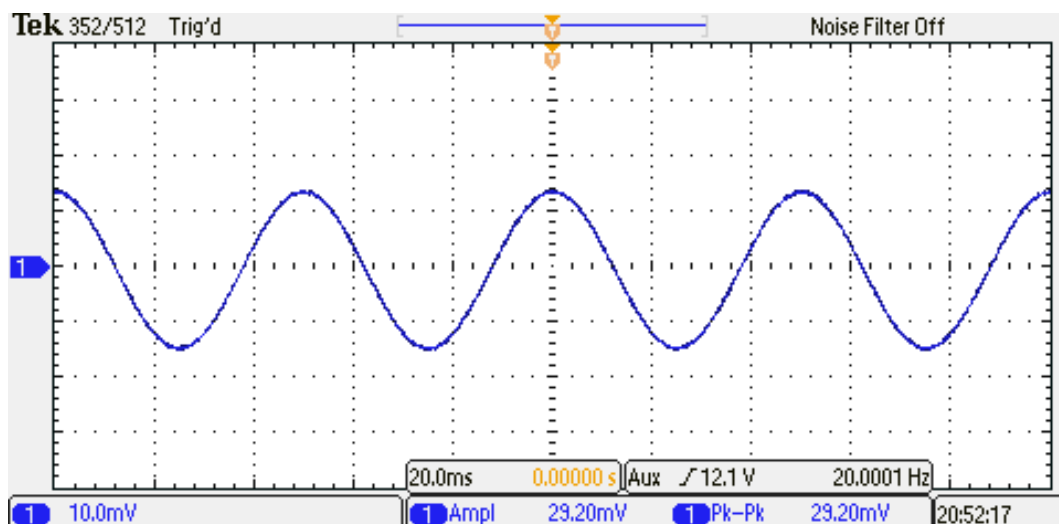 Tek 352/512 Trig'd Noise Filter Off
T
T
1
20.0ms 0.00000 s Aux 12.1 V 20.0001 Hz
1 10.0mV 1 Ampl 29.20mV 1 Pk-Pk 29.20mV 20:52:17